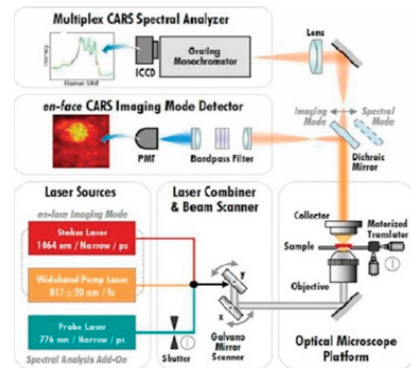 Multiplex CARS Spectral Analyzer
Lens
ICCD
Grating
Monochromator
Raman Shift
en-face CARS Imaging Mode Detector
Imaging
Mode
Spectral
Mode
PMT
Bandpass Filter
Dichroic
Mirror
Laser Sources
en-face Imaging Mode
Stokes Laser
1064 nm / Narrow / ps
Wideband Pump Laser
817±20 nm / fs
Probe Laser
776 nm / Narrow / ps
Spectral Analysis Add-On
Laser Combiner
& Beam Scanner
y
x
Shutter
Galvano
Mirror
Scanner
Collector
Motorized
Translator
Sample
Objective
Optical Microscope
Platform